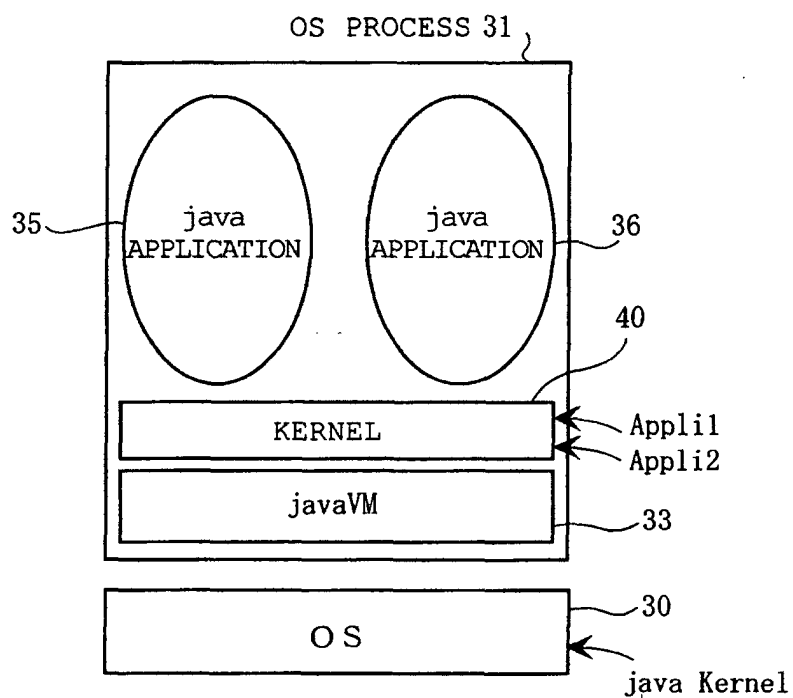 OS PROCESS 31
35
java
APPLICATION
java
APPLICATION
36
40
KERNEL
Appli1
Appli2
javaVM
33
30
OS
java Kernel